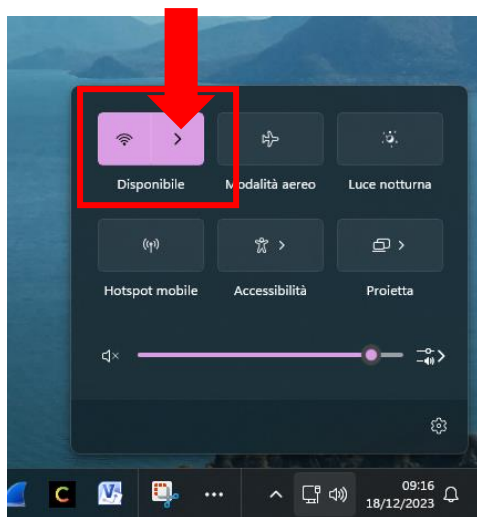 Disponibile
Modalità aereo
Luce notturna
Hotspot mobile
Accessibilità
Proietta
C
V
09:16
18/12/2023